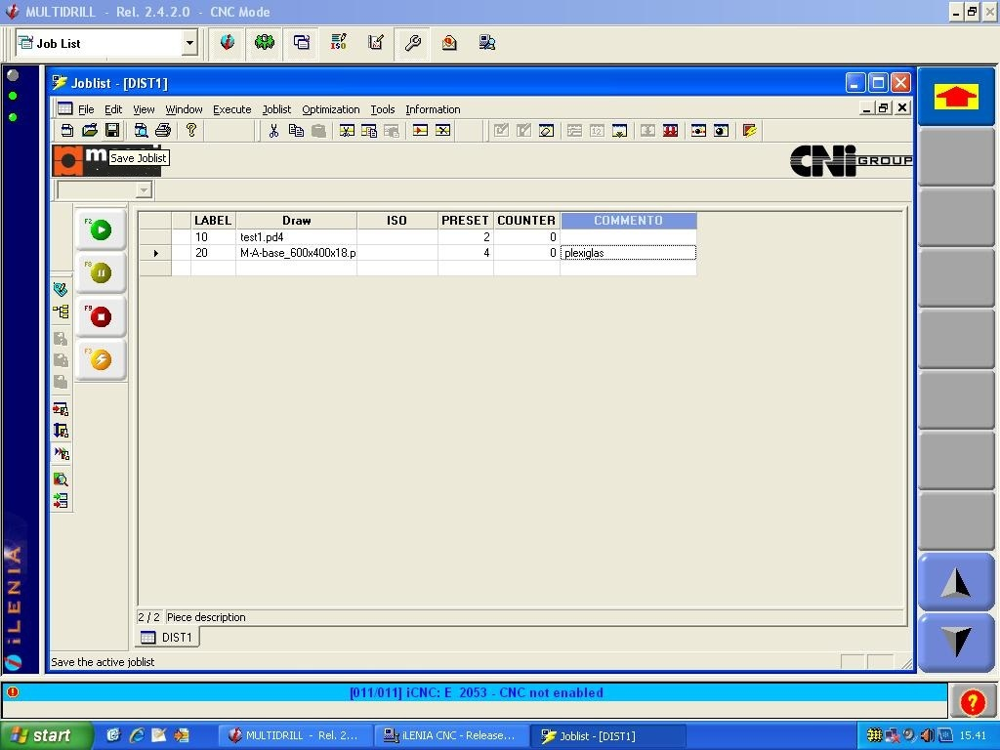 MULTIDRILL - Rel. 2.4.2.0 - CNC Mode
Job List
ISO
Joblist - [DIST1]
File Edit View Window Execute Joblist Optimization Tools Information
Save Joblist
CNi GROUP
LABEL Draw ISO PRESET COUNTER COMMENTO
10 test1.pd4 2 0
20 M-A-base_600x400x18.p 4 0 plexiglas
F2
F8
F9
F3
iLENIA
2 / 2 Piece description
DIST1
Save the active joblist
[011/011] iCNC: E 2053 - CNC not enabled
start MULTIDRILL - Rel. 2... iLENIA CNC - Release... Joblist - [DIST1] 15.41